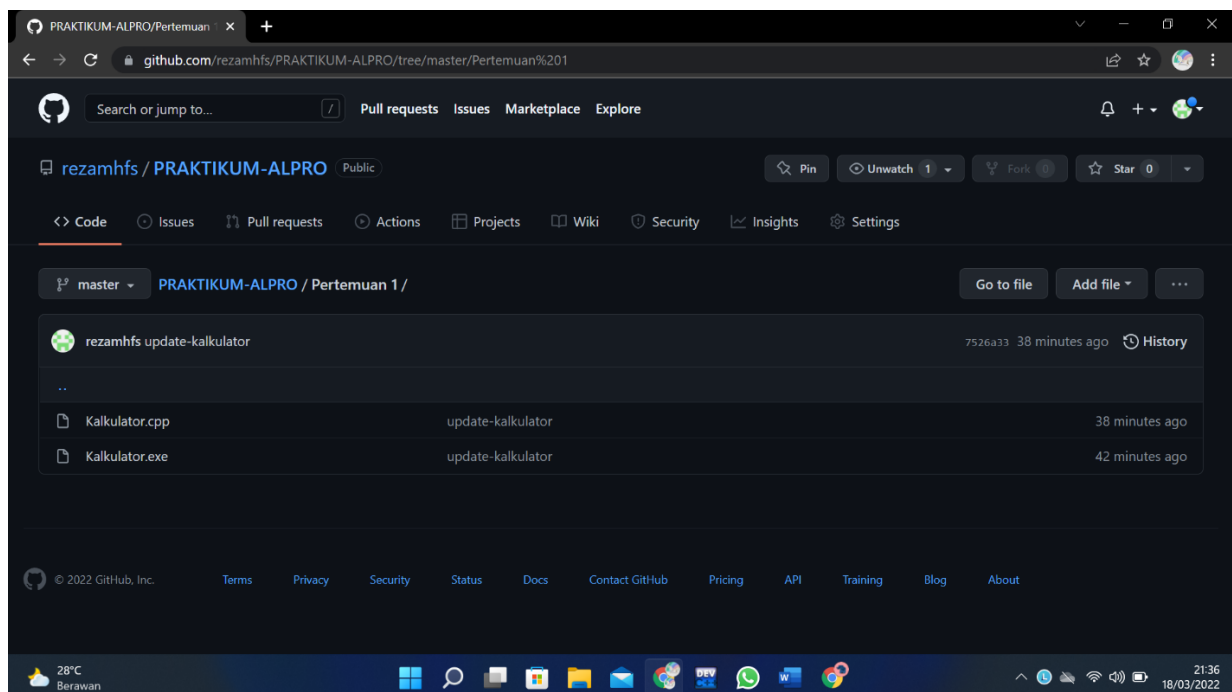 PRAKTIKUM-ALPRO/Pertemuan 1
github.com/rezamhfs/PRAKTIKUM-ALPRO/tree/master/Pertemuan%201
Search or jump to... / Pull requests Issues Marketplace Explore
rezamhfs / PRAKTIKUM-ALPRO Public Pin Unwatch 1 Fork 0 Star 0
<> Code Issues Pull requests Actions Projects Wiki Security Insights Settings
master PRAKTIKUM-ALPRO / Pertemuan 1 / Go to file Add file ...
rezamhfs update-kalkulator 7526a33 38 minutes ago History
..
Kalkulator.cpp update-kalkulator 38 minutes ago
Kalkulator.exe update-kalkulator 42 minutes ago
© 2022 GitHub, Inc. Terms Privacy Security Status Docs Contact GitHub Pricing API Training Blog About
28°C
Berawan
DEV
W
21:36
18/03/2022